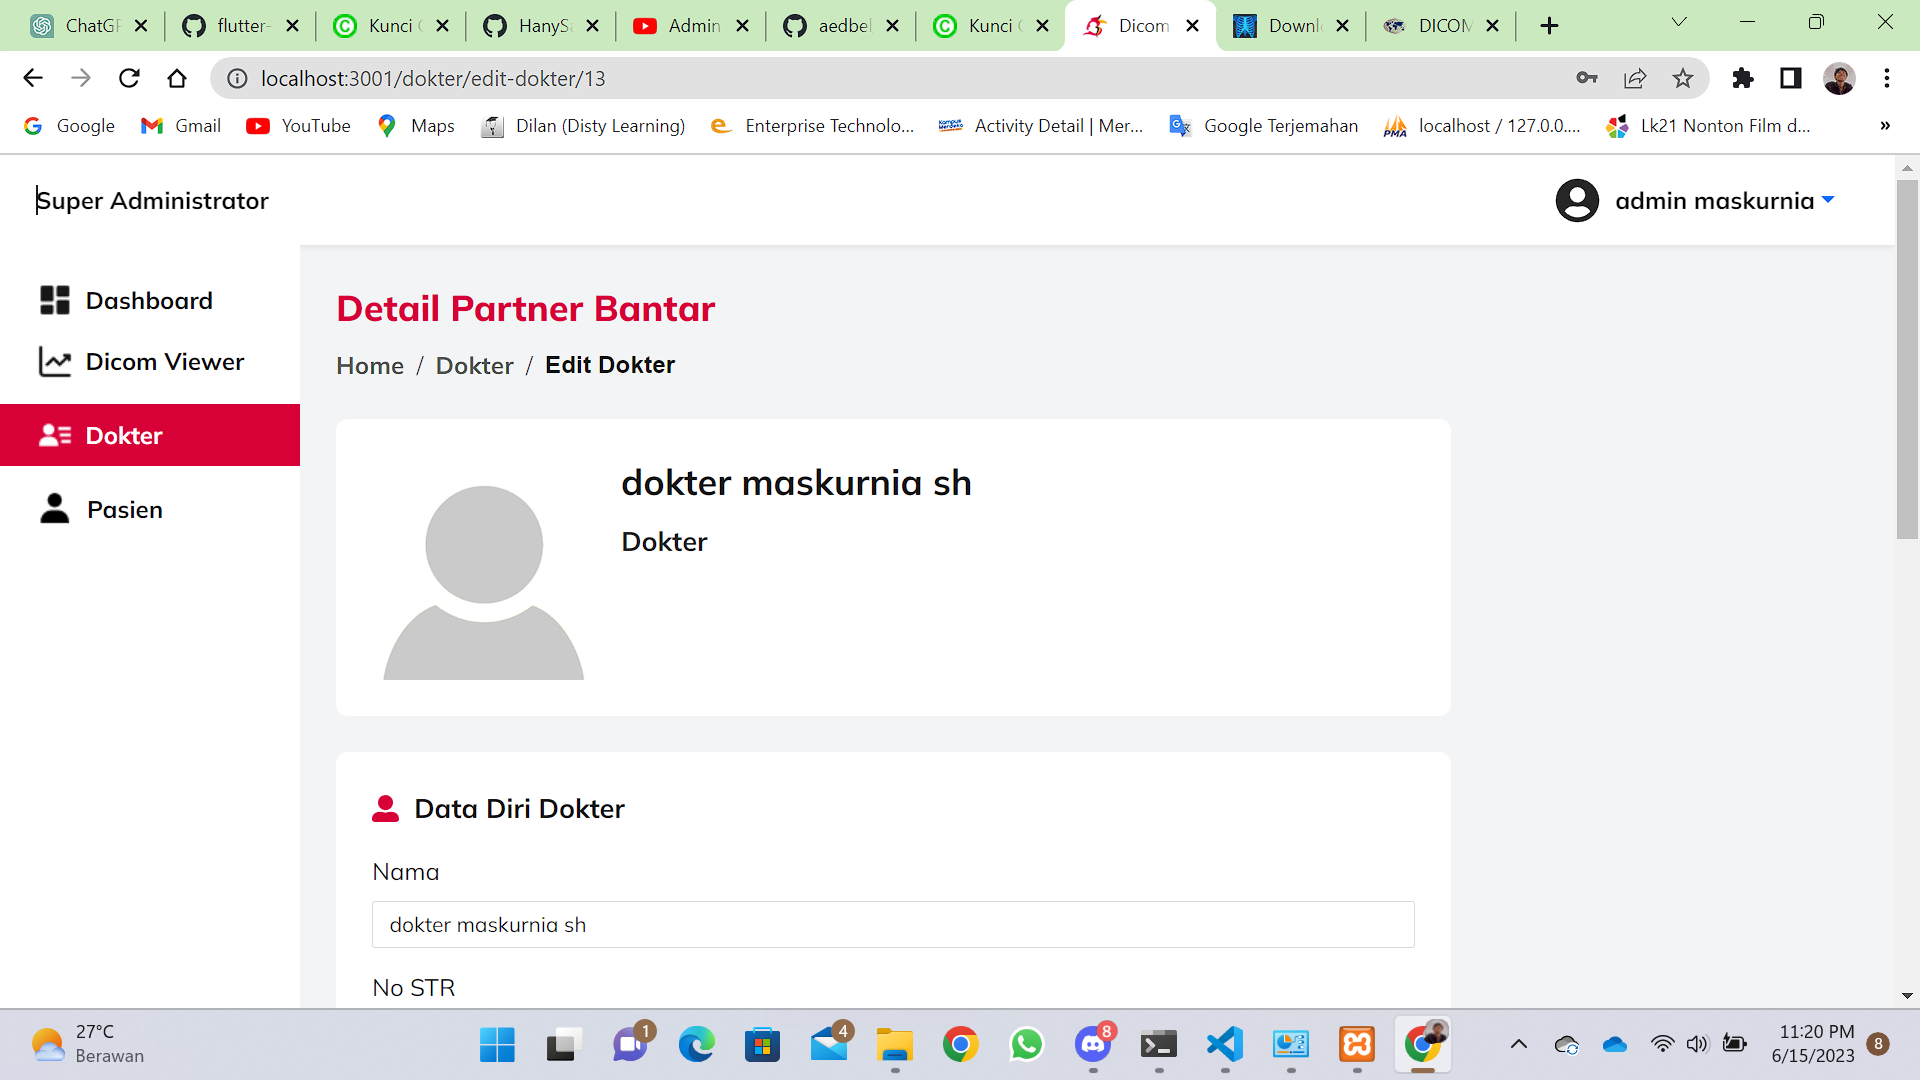 ChatGP
flutter-
Kunci
HanySa
Admin
aedbel
Kunci
Dicom
Downl
DICOM
localhost:3001/dokter/edit-dokter/13
Google
Gmail
YouTube
Maps
Dilan (Disty Learning)
Enterprise Technolo...
Activity Detail | Mer...
Google Terjemahan
localhost / 127.0.0....
Lk21 Nonton Film d...
»
Super Administrator
admin maskurnia
Dashboard
Dicom Viewer
Dokter
Pasien
Detail Partner Bantar
Home / Dokter / Edit Dokter
dokter maskurnia sh
Dokter
Data Diri Dokter
Nama
dokter maskurnia sh
No STR
27°C
Berawan
1
4
8
11:20 PM
6/15/2023
8